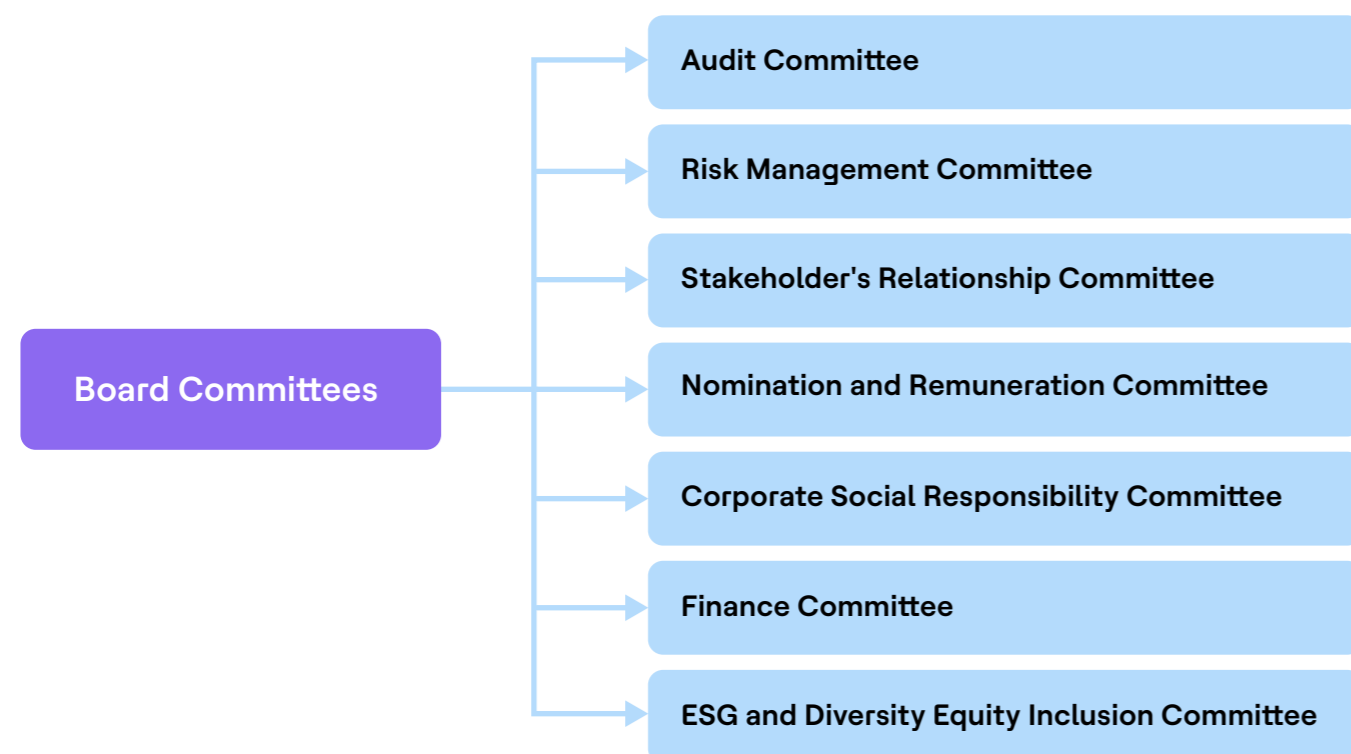 Audit Committee
Risk Management Committee
Stakeholder's Relationship Committee
Board Committees
Nomination and Remuneration Committee
Corporate Social Responsibility Committee
Finance Committee
ESG and Diversity Equity Inclusion Committee